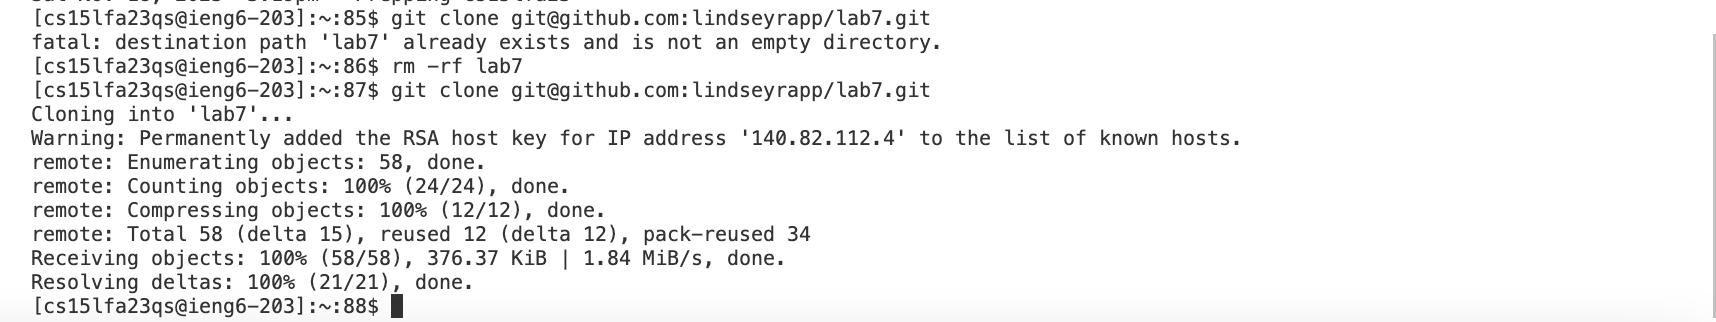 [cs15lfa23qs@ieng6-203]:~:85$ git clone git@github.com:lindseyrapp/lab7.git
fatal: destination path 'lab7' already exists and is not an empty directory.
[cs15lfa23qs@ieng6-203]:~:86$ rm -rf lab7
[cs15lfa23qs@ieng6-203]:~:87$ git clone git@github.com:lindseyrapp/lab7.git
Cloning into 'lab7'...
Warning: Permanently added the RSA host key for IP address '140.82.112.4' to the list of known hosts.
remote: Enumerating objects: 58, done.
remote: Counting objects: 100% (24/24), done.
remote: Compressing objects: 100% (12/12), done.
remote: Total 58 (delta 15), reused 12 (delta 12), pack-reused 34
Receiving objects: 100% (58/58), 376.37 KiB | 1.84 MiB/s, done.
Resolving deltas: 100% (21/21), done.
[cs15lfa23qs@ieng6-203]:~:88$